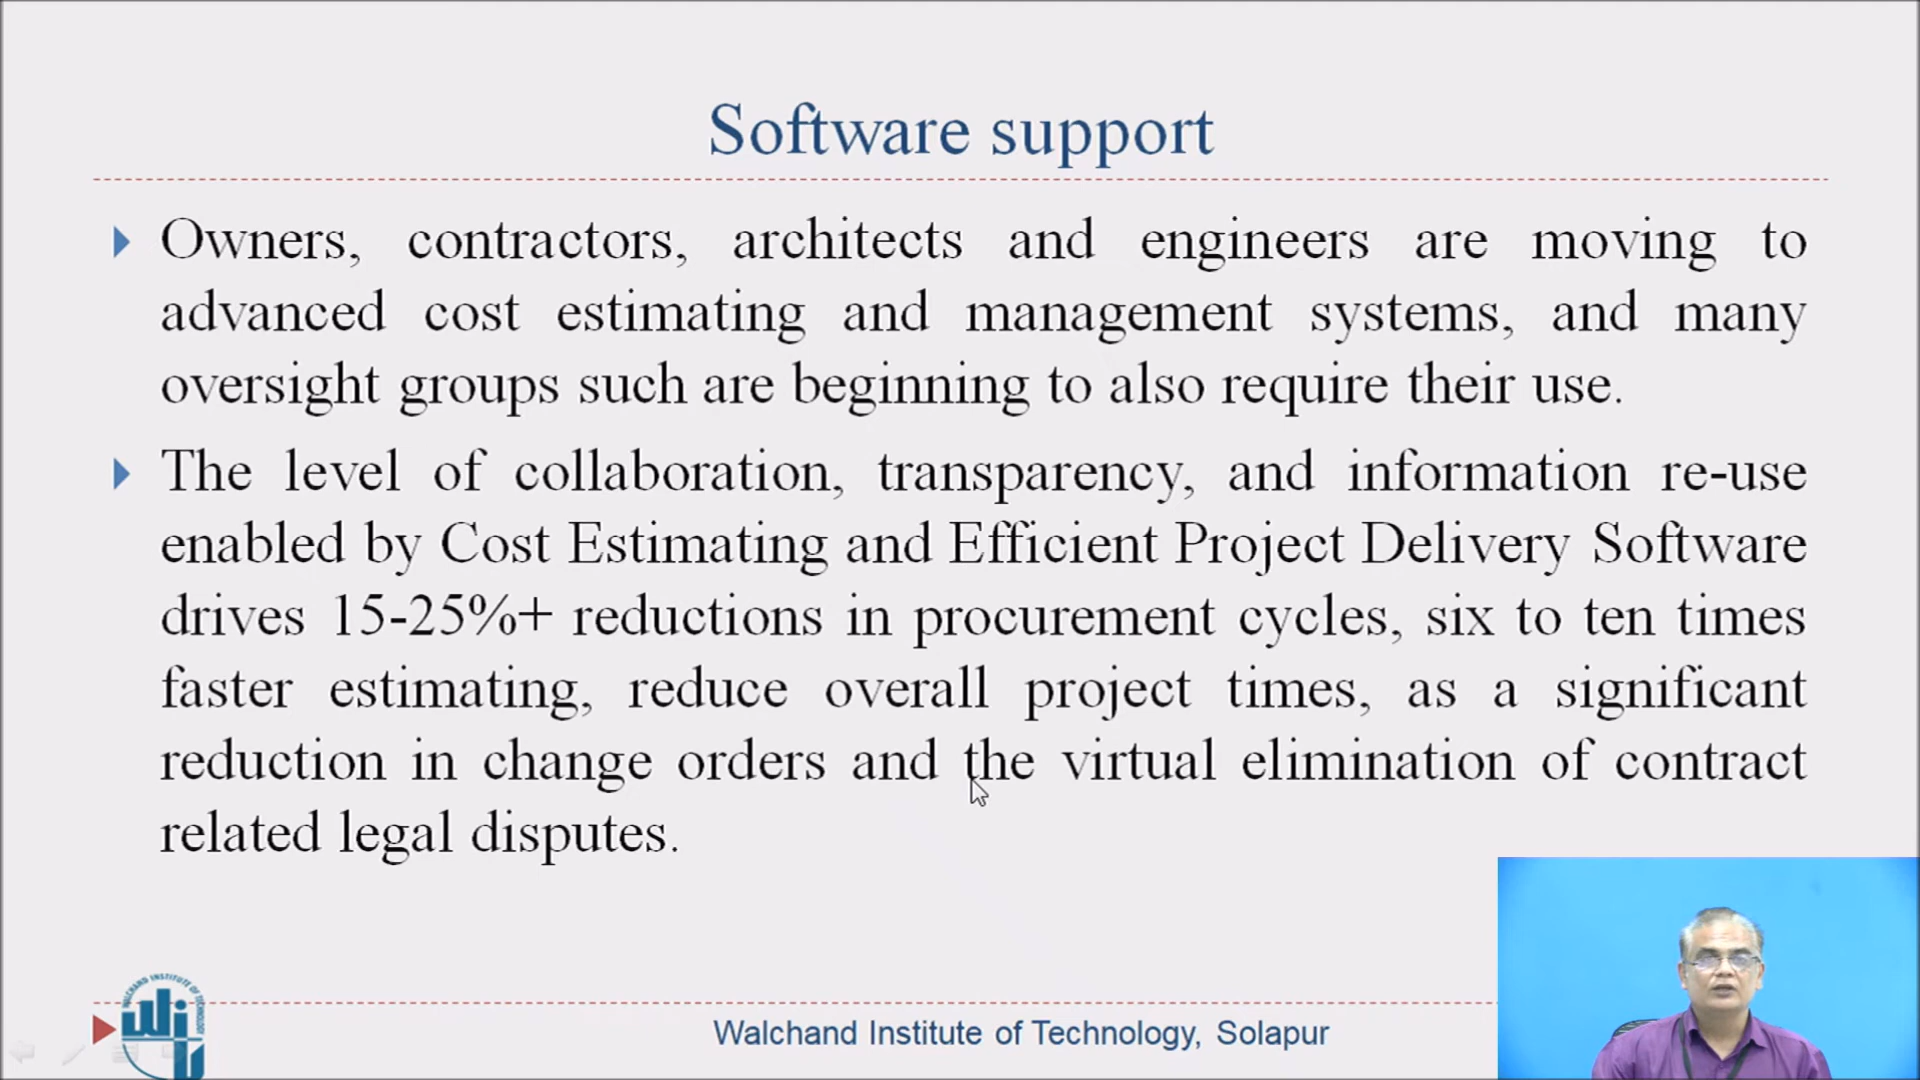 Software support
Owners, contractors, architects and engineers are moving to
advanced cost estimating and management systems, and many
oversight groups such are beginning to also require their use.
The level of collaboration, transparency, and information re-use
enabled by Cost Estimating and Efficient Project Delivery Software
drives 15-25%+ reductions in procurement cycles, six to ten times
faster estimating, reduce overall project times, as a significant
reduction in change orders and the virtual elimination of contract
related legal disputes.
WALCHAND INSTITUTE OF TECHNOLOGY
Walchand Institute of Technology, Solapur